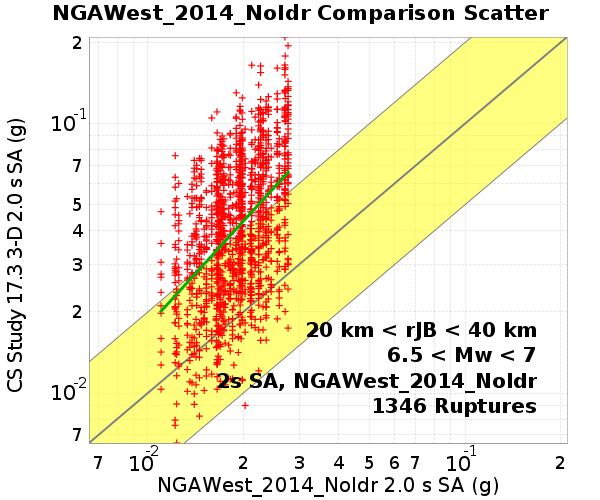 NGAWest_2014_NoIdr Comparison Scatter
2
10⁻¹
7
5
4
3
2
10⁻²
7
CS Study 17.3 3-D 2.0 s SA (g)
20 km < rJB < 40 km
6.5 < Mw < 7
2s SA, NGAWest_2014_NoIdr
1346 Ruptures
7 10⁻² 2 3 4 5 6 7 10⁻¹ 2
NGAWest_2014_NoIdr 2.0 s SA (g)